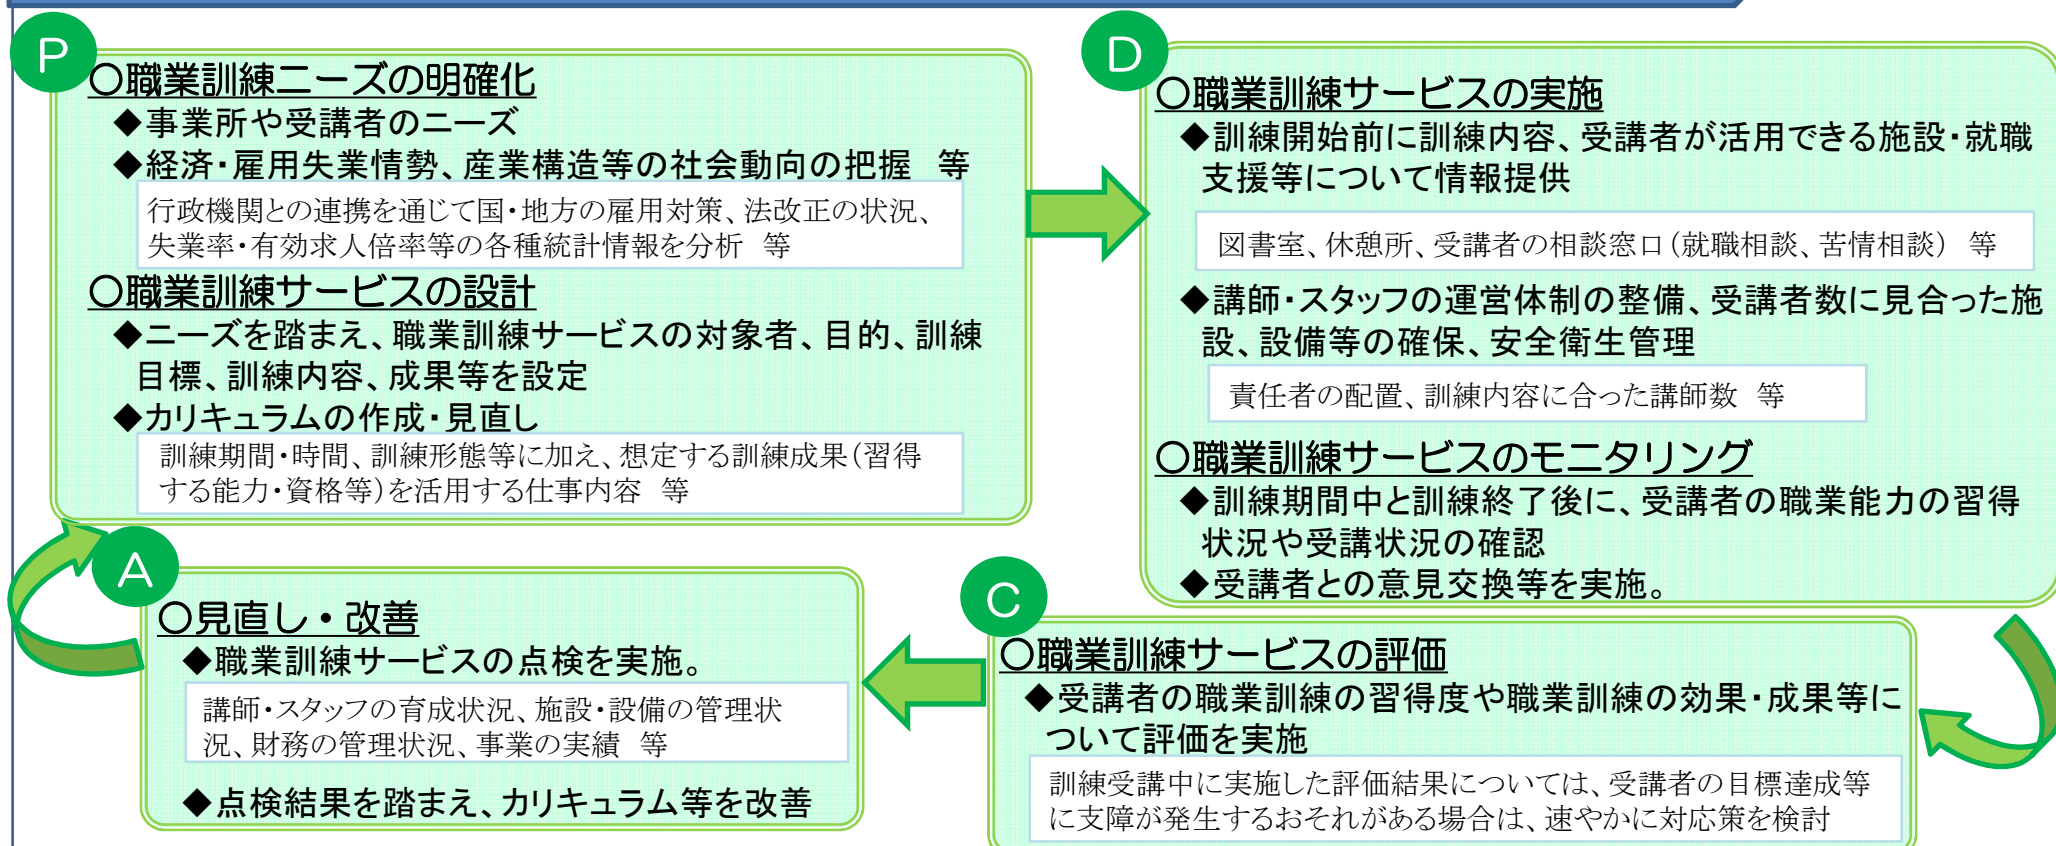 P
〇職業訓練ニーズの明確化
◆事業所や受講者のニーズ
◆経済・雇用失業情勢、産業構造等の社会動向の把握　等
行政機関との連携を通じて国・地方の雇用対策、法改正の状況、
失業率・有効求人倍率等の各種統計情報を分析　等
〇職業訓練サービスの設計
◆ニーズを踏まえ、職業訓練サービスの対象者、目的、訓練
目標、訓練内容、成果等を設定
◆カリキュラムの作成・見直し
訓練期間・時間、訓練形態等に加え、想定する訓練成果（習得
する能力・資格等）を活用する仕事内容　等
D
〇職業訓練サービスの実施
◆訓練開始前に訓練内容、受講者が活用できる施設・就職
支援等について情報提供
図書室、休憩所、受講者の相談窓口（就職相談、苦情相談）　等
◆講師・スタッフの運営体制の整備、受講者数に見合った施
設、設備等の確保、安全衛生管理
責任者の配置、訓練内容に合った講師数　等
〇職業訓練サービスのモニタリング
◆訓練期間中と訓練終了後に、受講者の職業能力の習得
状況や受講状況の確認
◆受講者との意見交換等を実施。
C
〇職業訓練サービスの評価
◆受講者の職業訓練の習得度や職業訓練の効果・成果等に
ついて評価を実施
訓練受講中に実施した評価結果については、受講者の目標達成等
に支障が発生するおそれがある場合は、速やかに対応策を検討
A
〇見直し・改善
◆職業訓練サービスの点検を実施。
講師・スタッフの育成状況、施設・設備の管理状
況、財務の管理状況、事業の実績　等
◆点検結果を踏まえ、カリキュラム等を改善